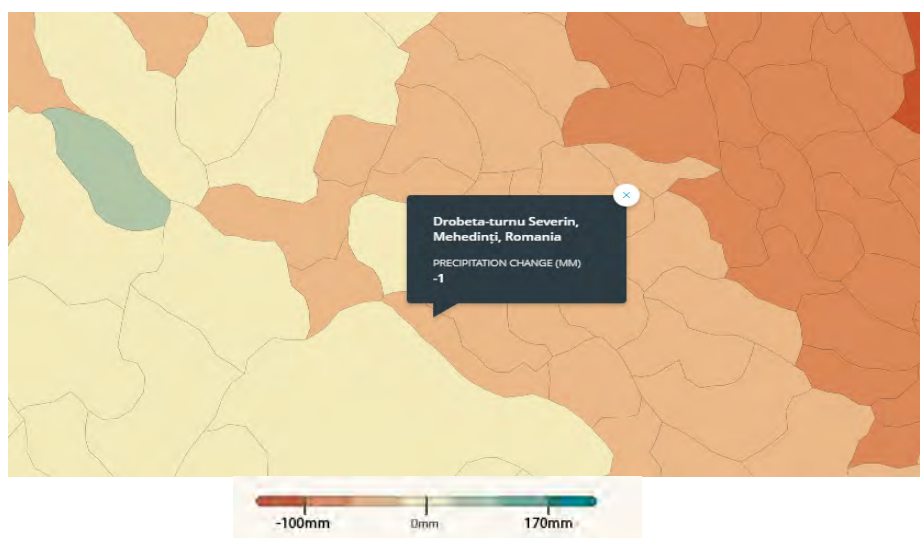 Drobeta-turnu Severin,
Mehedinți, Romania
PRECIPITATION CHANGE (MM)
-1
-100mm 0mm 170mm